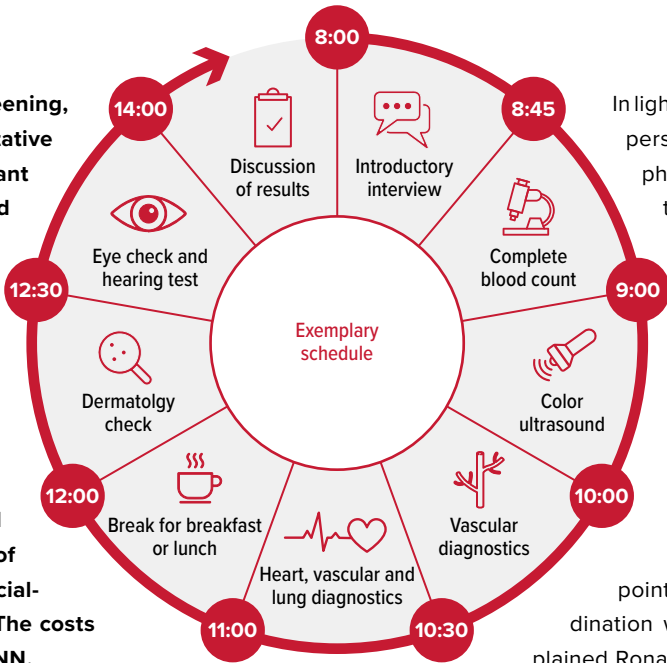 8:00
Introductory
interview
8:45
Complete
blood count
9:00
Color
ultrasound
10:00
Vascular
diagnostics
10:30
Heart, vascular and
lung diagnostics
11:00
Break for breakfast
or lunch
12:00
Dermatolgy
check
12:30
Eye check and
hearing test
14:00
Discussion
of results
Exemplary
schedule
eening,
tative
ant
d
of
cial-
The costs
NN.
In ligh
pers
ph
t
point
dination w
plained Rona